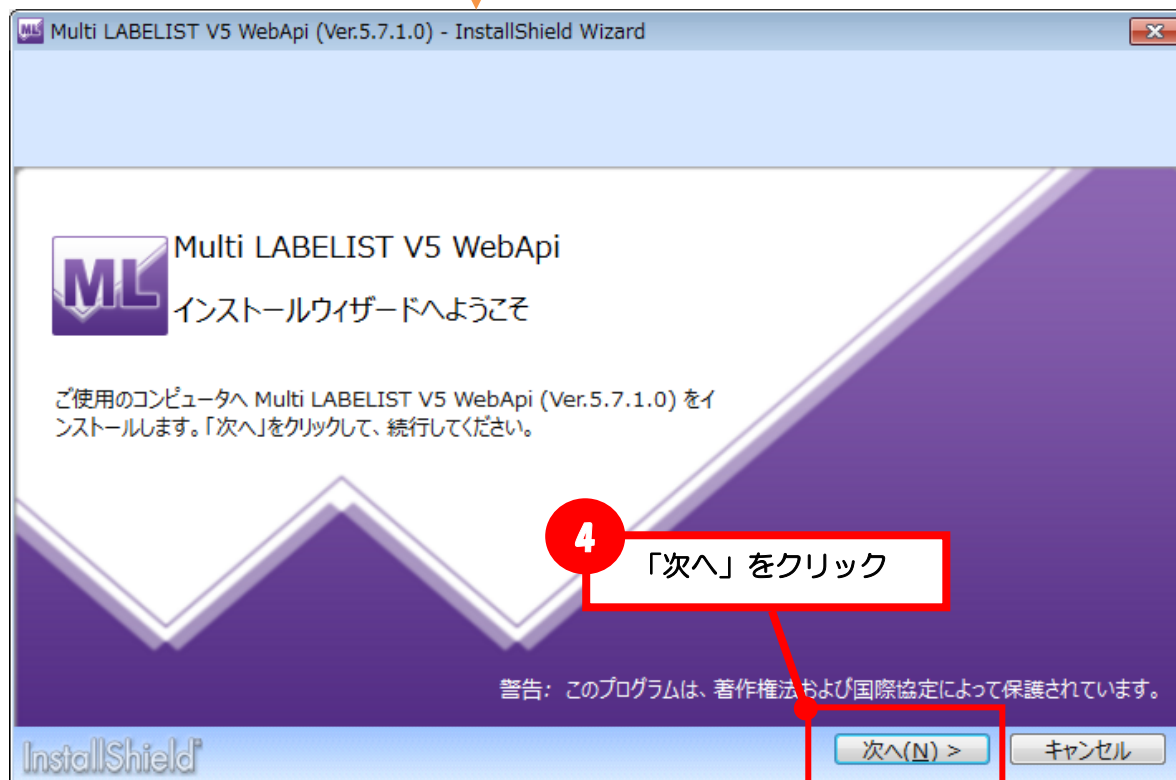 Multi LABELIST V5 WebApi (Ver.5.7.1.0) - InstallShield Wizard
ML
Multi LABELIST V5 WebApi
ML
インストールウィザードへようこそ
ご使用のコンピュータへ Multi LABELIST V5 WebApi (Ver.5.7.1.0) をイ
ンストールします。「次へ」をクリックして、続行してください。
4
「次へ」をクリック
警告: このプログラムは、著作権法および国際協定によって保護されています。
InstallShield
次へ(N) >
キャンセル